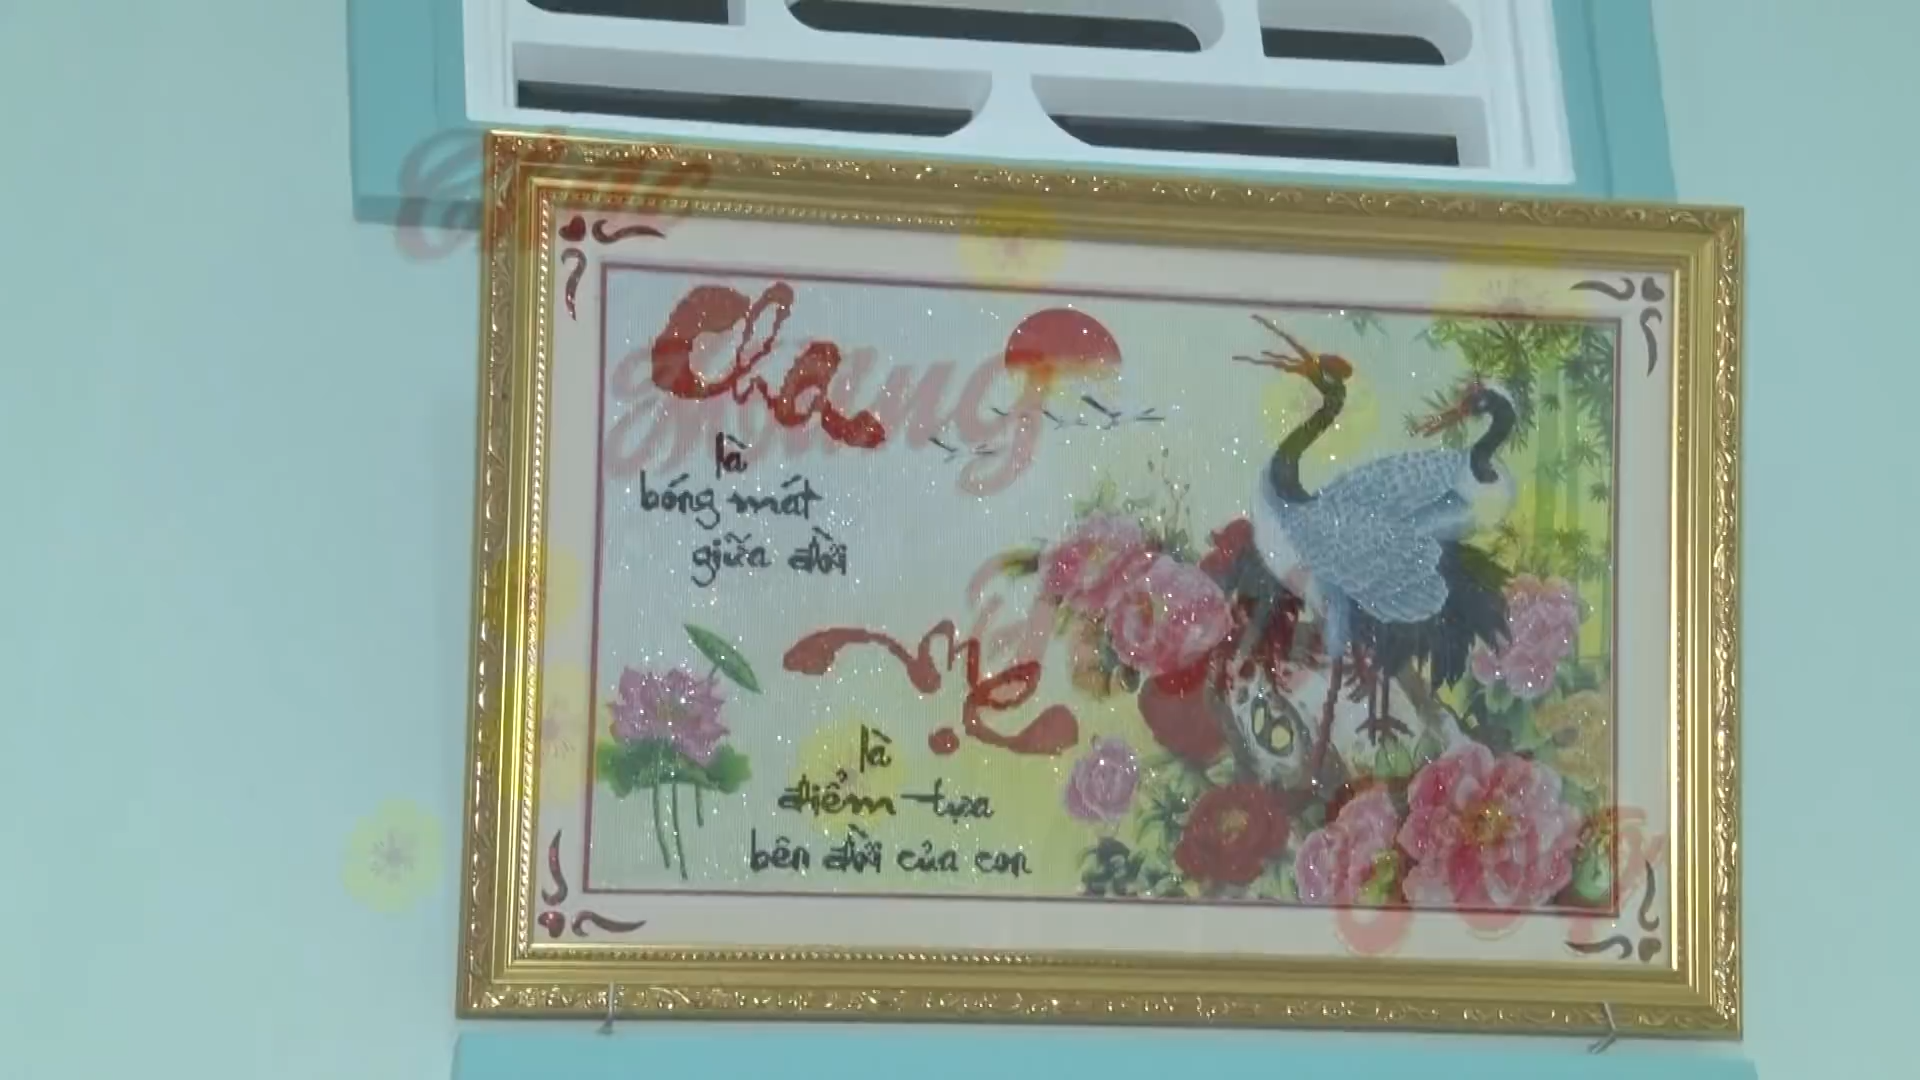 Cha
là
bóng mát
giữa đời
Mẹ
là
điểm tựa
bên đời của con